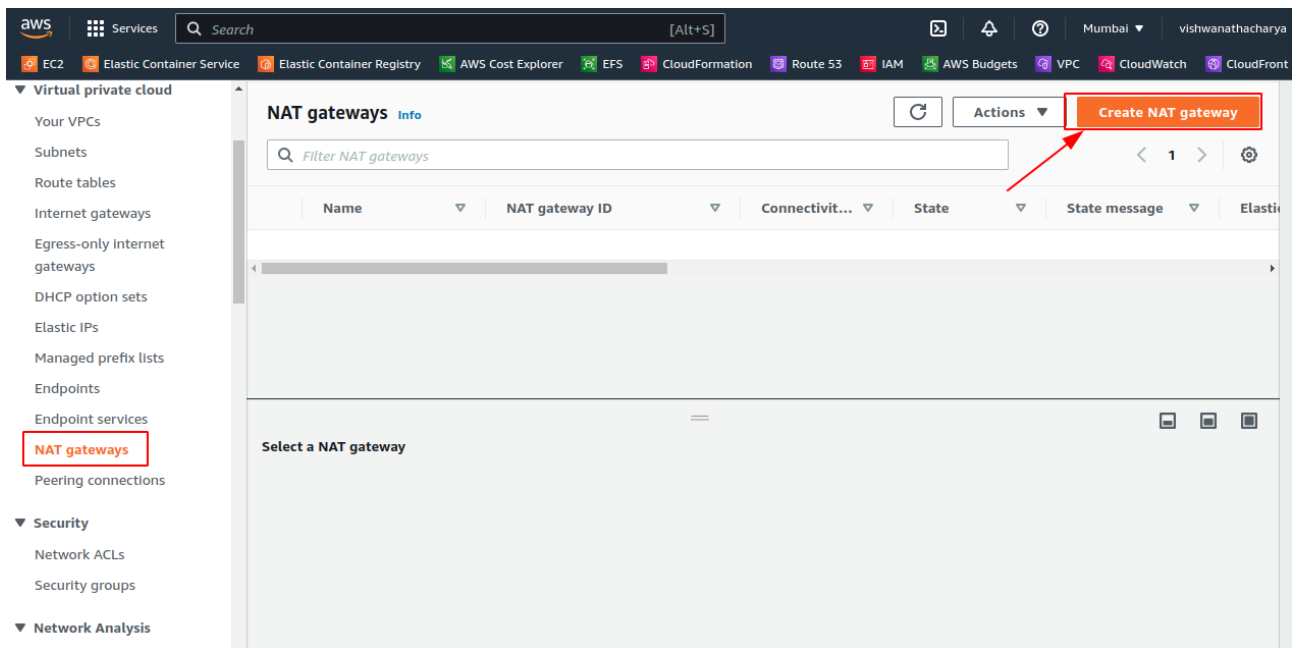 aws Services Search [Alt+S] Mumbai vishwanathacharya
EC2 Elastic Container Service Elastic Container Registry AWS Cost Explorer EFS CloudFormation Route 53 IAM AWS Budgets VPC CloudWatch CloudFront
Virtual private cloud
Your VPCs
Subnets
Route tables
Internet gateways
Egress-only internet
gateways
DHCP option sets
Elastic IPs
Managed prefix lists
Endpoints
Endpoint services
NAT gateways
Peering connections
Security
Network ACLs
Security groups
Network Analysis
NAT gateways Info
Actions Create NAT gateway
Filter NAT gateways
1
Name NAT gateway ID Connectivit... State State message Elastic
Select a NAT gateway